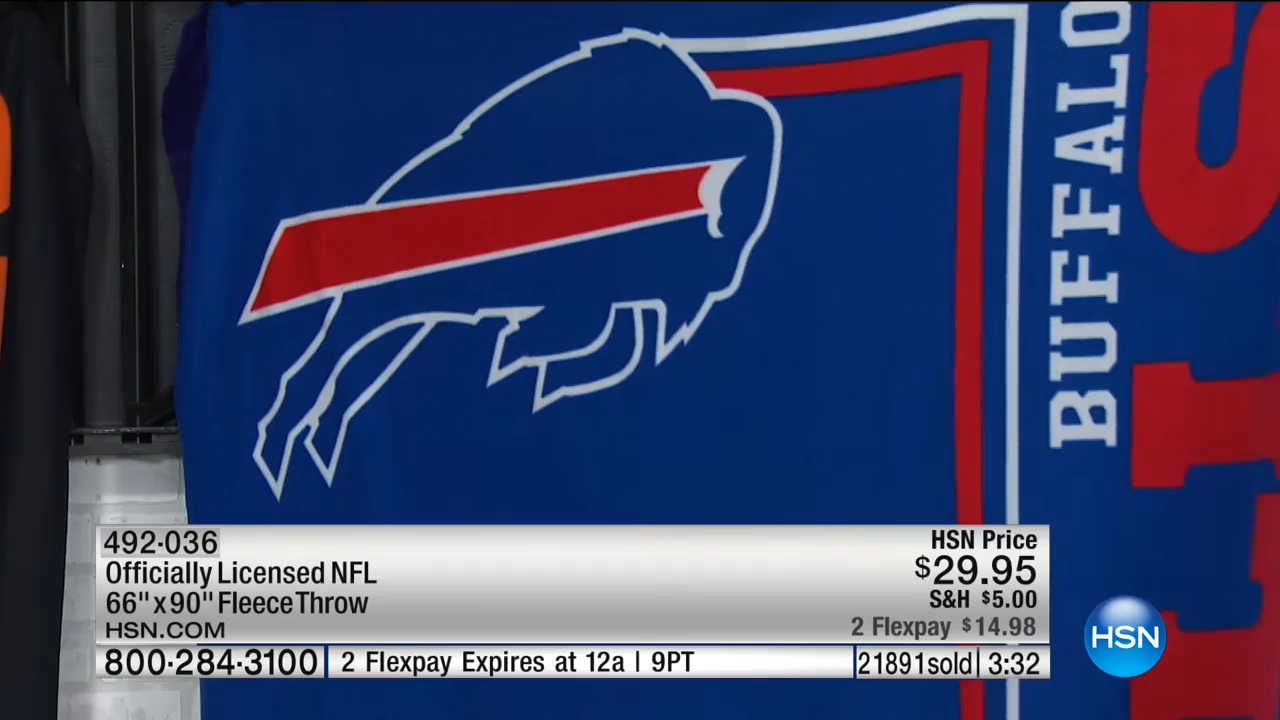 BUFFALO
492-036
Officially Licensed NFL
66" x 90" Fleece Throw
HSN.COM
HSN Price
$29.95
S&H $5.00
2 Flexpay $14.98
800-284-3100
2 Flexpay Expires at 12a | 9PT
21891sold
3:32
HSN